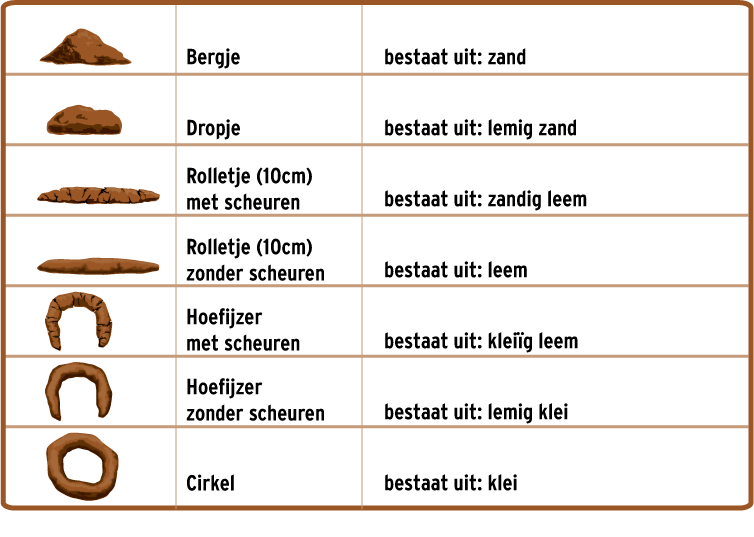 Bergje
bestaat uit: zand
Dropje
bestaat uit: lemig zand
Rolletje (10cm)
met scheuren
bestaat uit: zandig leem
Rolletje (10cm)
zonder scheuren
bestaat uit: leem
Hoefijzer
met scheuren
bestaat uit: kleiïg leem
Hoefijzer
zonder scheuren
bestaat uit: lemig klei
Cirkel
bestaat uit: klei